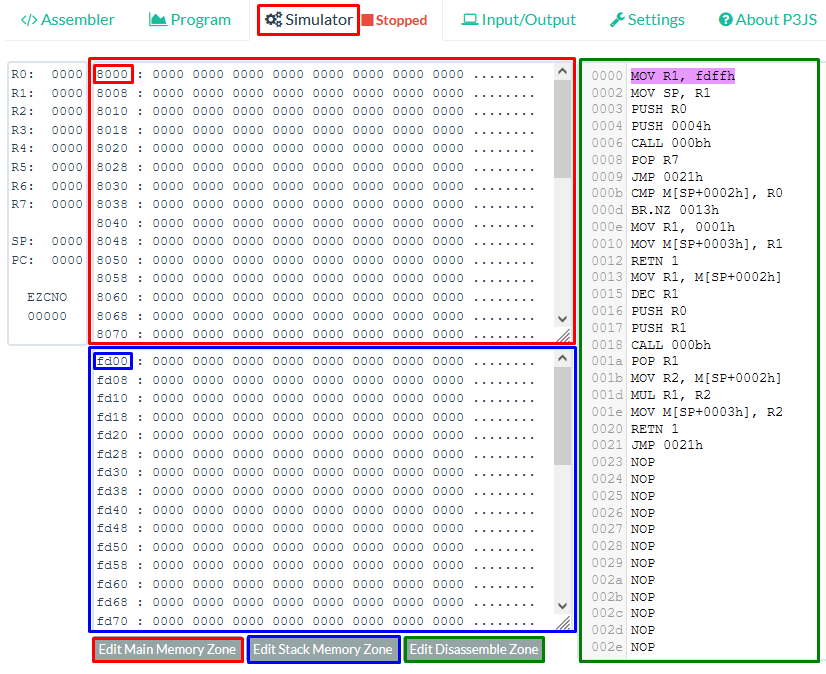 </> Assembler Program Simulator Stopped Input/Output Settings About P3JS
R0: 0000
R1: 0000
R2: 0000
R3: 0000
R4: 0000
R5: 0000
R6: 0000
R7: 0000
SP: 0000
PC: 0000
EZCNO
00000
8000 : 0000 0000 0000 0000 0000 0000 0000 0000 ........
8008 : 0000 0000 0000 0000 0000 0000 0000 0000 ........
8010 : 0000 0000 0000 0000 0000 0000 0000 0000 ........
8018 : 0000 0000 0000 0000 0000 0000 0000 0000 ........
8020 : 0000 0000 0000 0000 0000 0000 0000 0000 ........
8028 : 0000 0000 0000 0000 0000 0000 0000 0000 ........
8030 : 0000 0000 0000 0000 0000 0000 0000 0000 ........
8038 : 0000 0000 0000 0000 0000 0000 0000 0000 ........
8040 : 0000 0000 0000 0000 0000 0000 0000 0000 ........
8048 : 0000 0000 0000 0000 0000 0000 0000 0000 ........
8050 : 0000 0000 0000 0000 0000 0000 0000 0000 ........
8058 : 0000 0000 0000 0000 0000 0000 0000 0000 ........
8060 : 0000 0000 0000 0000 0000 0000 0000 0000 ........
8068 : 0000 0000 0000 0000 0000 0000 0000 0000 ........
8070 : 0000 0000 0000 0000 0000 0000 0000 0000 ........
fd00 : 0000 0000 0000 0000 0000 0000 0000 0000 ........
fd08 : 0000 0000 0000 0000 0000 0000 0000 0000 ........
fd10 : 0000 0000 0000 0000 0000 0000 0000 0000 ........
fd18 : 0000 0000 0000 0000 0000 0000 0000 0000 ........
fd20 : 0000 0000 0000 0000 0000 0000 0000 0000 ........
fd28 : 0000 0000 0000 0000 0000 0000 0000 0000 ........
fd30 : 0000 0000 0000 0000 0000 0000 0000 0000 ........
fd38 : 0000 0000 0000 0000 0000 0000 0000 0000 ........
fd40 : 0000 0000 0000 0000 0000 0000 0000 0000 ........
fd48 : 0000 0000 0000 0000 0000 0000 0000 0000 ........
fd50 : 0000 0000 0000 0000 0000 0000 0000 0000 ........
fd58 : 0000 0000 0000 0000 0000 0000 0000 0000 ........
fd60 : 0000 0000 0000 0000 0000 0000 0000 0000 ........
fd68 : 0000 0000 0000 0000 0000 0000 0000 0000 ........
fd70 : 0000 0000 0000 0000 0000 0000 0000 0000 ........
Edit Main Memory Zone Edit Stack Memory Zone Edit Disassemble Zone
0000 MOV R1, fdffh
0002 MOV SP, R1
0003 PUSH R0
0004 PUSH 0004h
0006 CALL 000bh
0008 POP R7
0009 JMP 0021h
000b CMP M[SP+0002h], R0
000d BR.NZ 0013h
000e MOV R1, 0001h
0010 MOV M[SP+0003h], R1
0012 RETN 1
0013 MOV R1, M[SP+0002h]
0015 DEC R1
0016 PUSH R0
0017 PUSH R1
0018 CALL 000bh
001a POP R1
001b MOV R2, M[SP+0002h]
001d MUL R1, R2
001e MOV M[SP+0003h], R2
0020 RETN 1
0021 JMP 0021h
0023 NOP
0024 NOP
0025 NOP
0026 NOP
0027 NOP
0028 NOP
0029 NOP
002a NOP
002b NOP
002c NOP
002d NOP
002e NOP